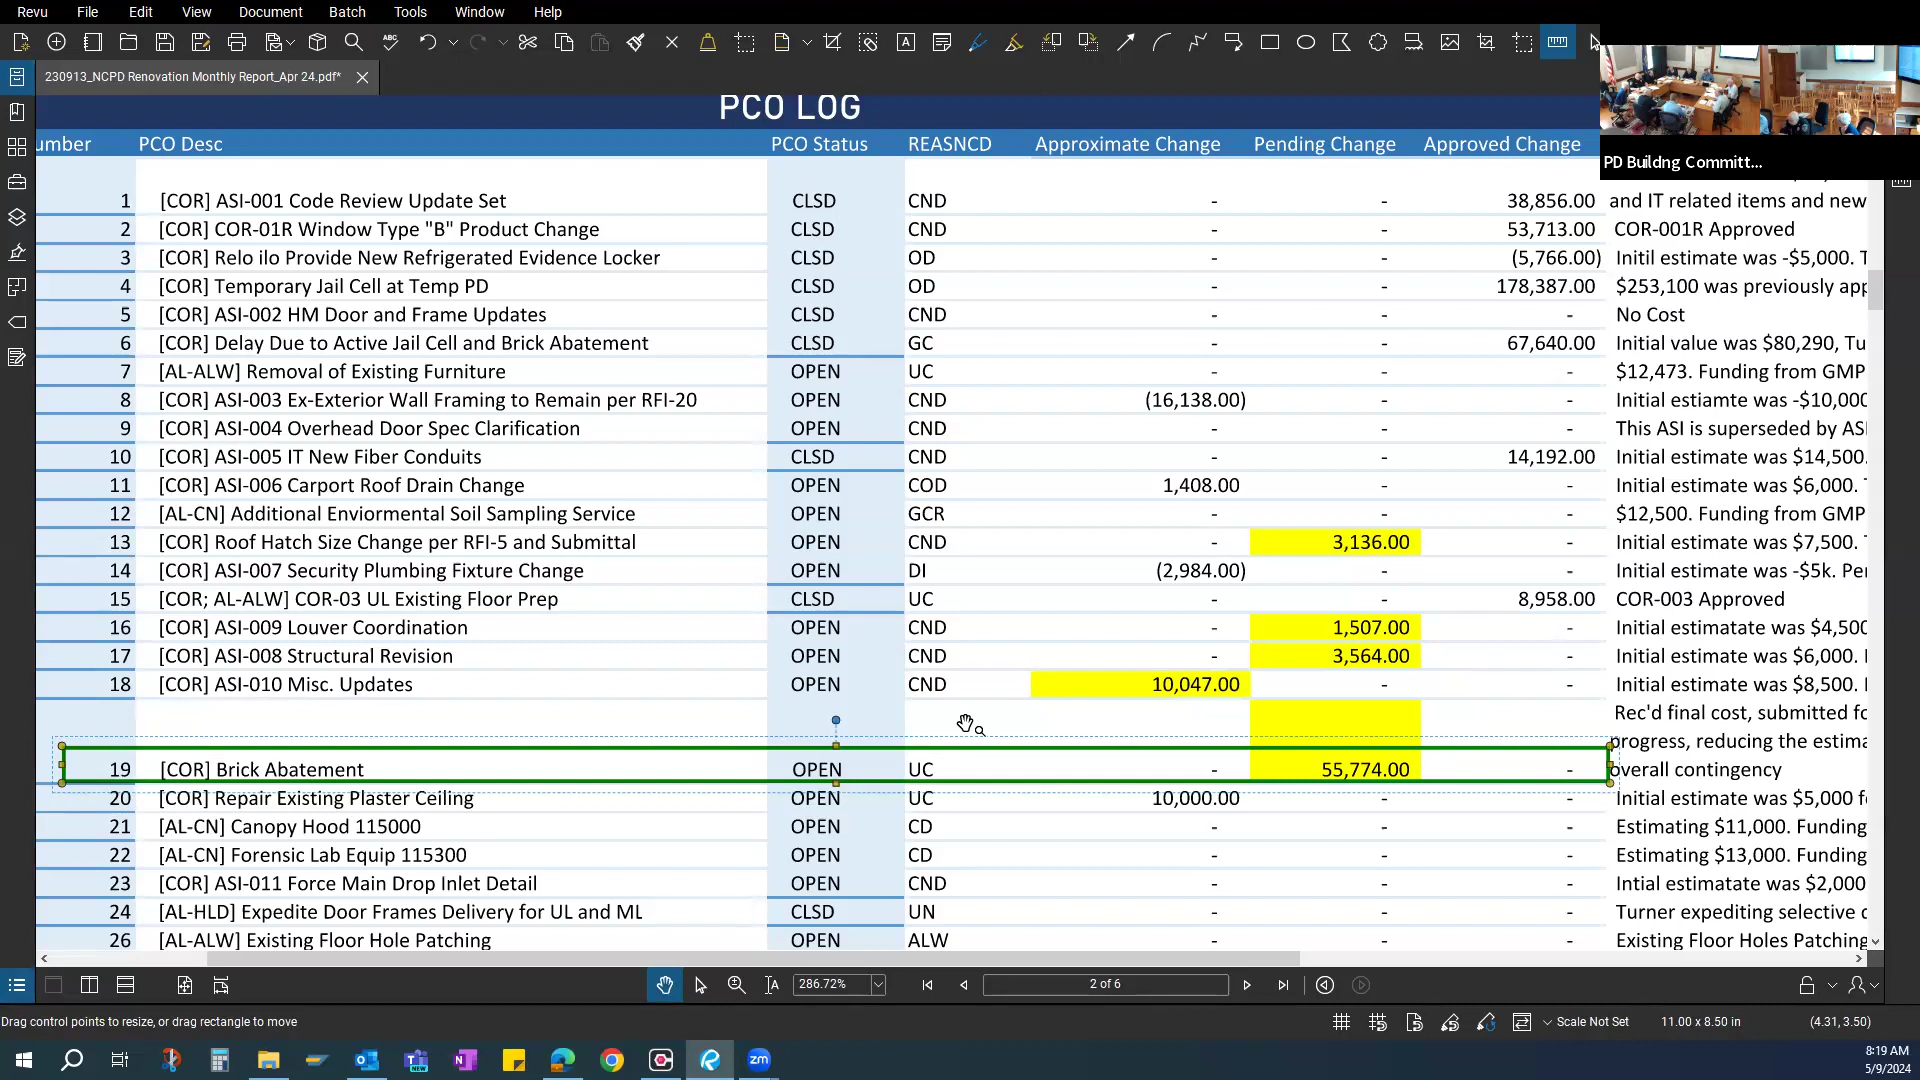 Revu File Edit View Document Batch Tools Window Help
230913_NCPD Renovation Monthly Report_Apr 24.pdf*
PD Buildng Committ...
PCO LOG
umber PCO Desc PCO Status REASNCD Approximate Change Pending Change Approved Change
1 [COR] ASI-001 Code Review Update Set CLSD CND - - 38,856.00 and IT related items and new
2 [COR] COR-01R Window Type "B" Product Change CLSD CND - - 53,713.00 COR-001R Approved
3 [COR] Relo ilo Provide New Refrigerated Evidence Locker CLSD OD - - (5,766.00) Initil estimate was -$5,000. T
4 [COR] Temporary Jail Cell at Temp PD CLSD OD - - 178,387.00 $253,100 was previously app
5 [COR] ASI-002 HM Door and Frame Updates CLSD CND - - - No Cost
6 [COR] Delay Due to Active Jail Cell and Brick Abatement CLSD GC - - 67,640.00 Initial value was $80,290, Tu
7 [AL-ALW] Removal of Existing Furniture OPEN UC - - - $12,473. Funding from GMP
8 [COR] ASI-003 Ex-Exterior Wall Framing to Remain per RFI-20 OPEN CND (16,138.00) - - Initial estiamte was -$10,000
9 [COR] ASI-004 Overhead Door Spec Clarification OPEN CND - - - This ASI is superseded by ASI
10 [COR] ASI-005 IT New Fiber Conduits CLSD CND - - 14,192.00 Initial estimate was $14,500.
11 [COR] ASI-006 Carport Roof Drain Change OPEN COD 1,408.00 - - Initial estimate was $6,000. T
12 [AL-CN] Additional Enviormental Soil Sampling Service OPEN GCR - - - $12,500. Funding from GMP
13 [COR] Roof Hatch Size Change per RFI-5 and Submittal OPEN CND - 3,136.00 - Initial estimate was $7,500. T
14 [COR] ASI-007 Security Plumbing Fixture Change OPEN DI (2,984.00) - - Initial estimate was -$5k. Per
15 [COR; AL-ALW] COR-03 UL Existing Floor Prep CLSD UC - - 8,958.00 COR-003 Approved
16 [COR] ASI-009 Louver Coordination OPEN CND - 1,507.00 - Initial estimatate was $4,500
17 [COR] ASI-008 Structural Revision OPEN CND - 3,564.00 - Initial estimate was $6,000.
18 [COR] ASI-010 Misc. Updates OPEN CND 10,047.00 - - Initial estimate was $8,500.
Rec'd final cost, submitted fo
progress, reducing the estima
19 [COR] Brick Abatement OPEN UC - 55,774.00 - overall contingency
20 [COR] Repair Existing Plaster Ceiling OPEN UC 10,000.00 - - Initial estimate was $5,000 f
21 [AL-CN] Canopy Hood 115000 OPEN CD - - - Estimating $11,000. Funding
22 [AL-CN] Forensic Lab Equip 115300 OPEN CD - - - Estimating $13,000. Funding
23 [COR] ASI-011 Force Main Drop Inlet Detail OPEN CND - - - Intial estimatate was $2,000
24 [AL-HLD] Expedite Door Frames Delivery for UL and ML CLSD UN - - - Turner expediting selective
26 [AL-ALW] Existing Floor Hole Patching OPEN ALW - - - Existing Floor Holes Patching
286.72% 2 of 6
Drag control points to resize, or drag rectangle to move Scale Not Set 11.00 x 8.50 in (4.31, 3.50)
8:19 AM
5/9/2024